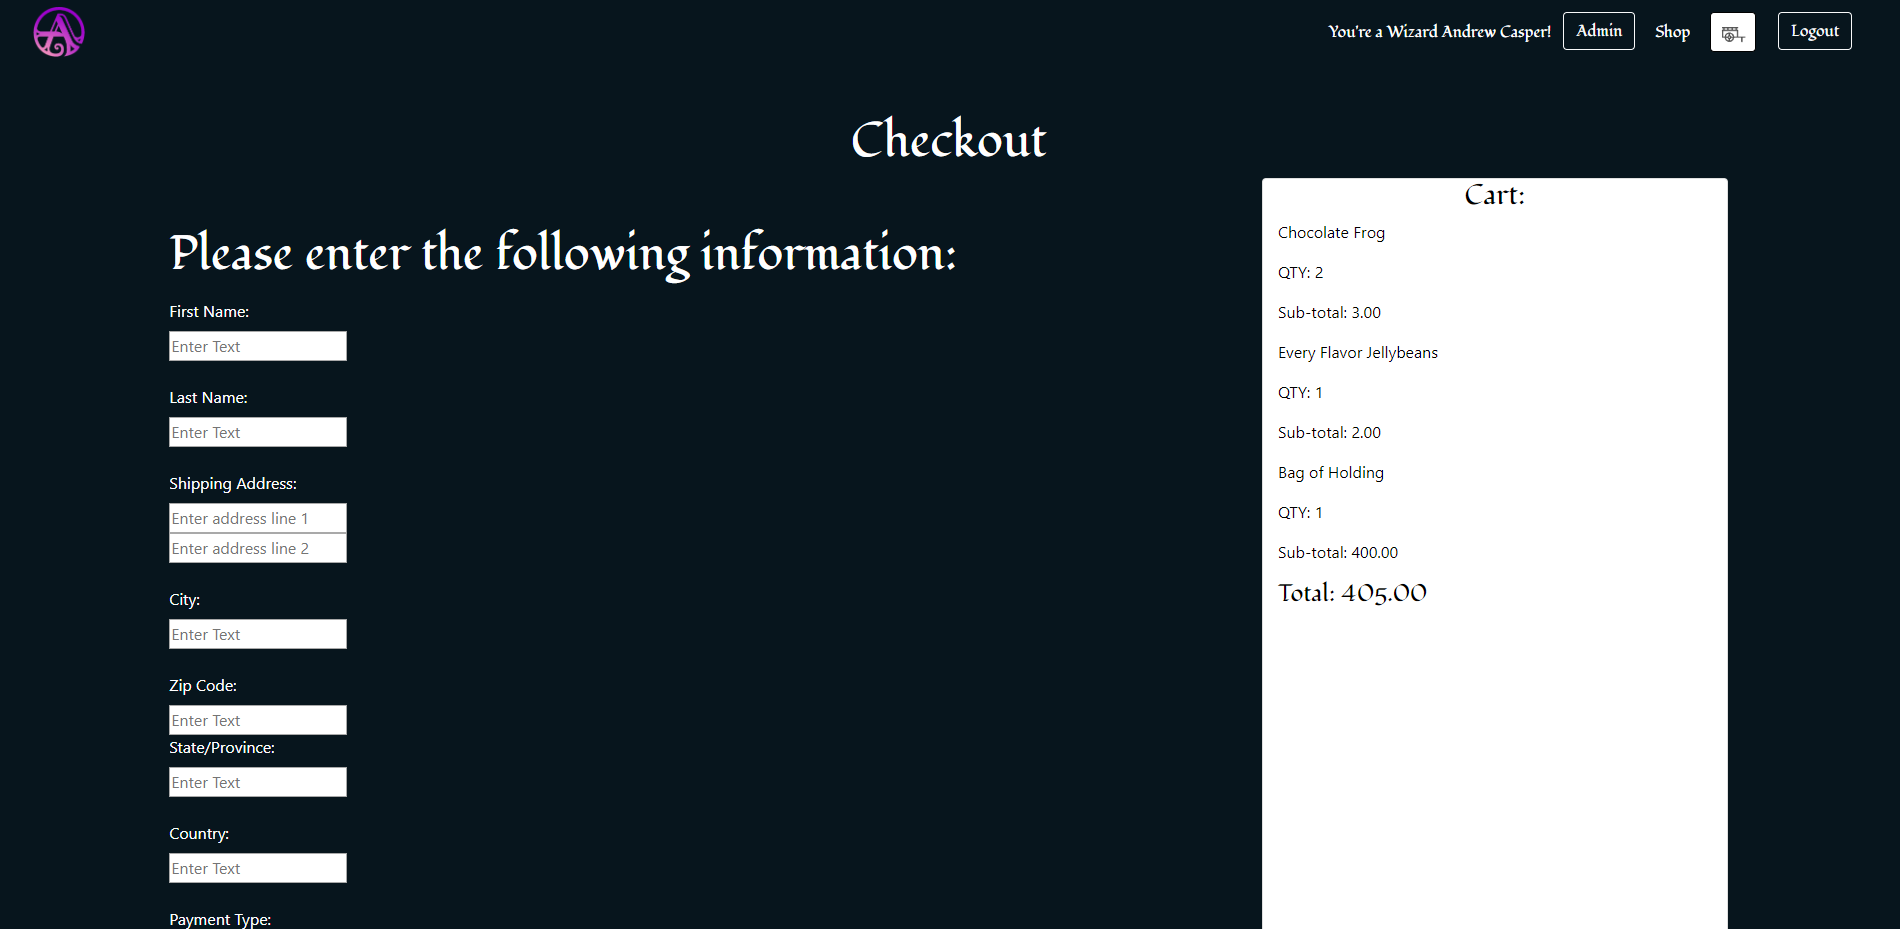 You're a Wizard Andrew Casper!
Admin
Shop
Logout
Checkout
Please enter the following information:
First Name:
Enter Text
Last Name:
Enter Text
Shipping Address:
Enter address line 1
Enter address line 2
City:
Enter Text
Zip Code:
Enter Text
State/Province:
Enter Text
Country:
Enter Text
Payment Type:
Cart:
Chocolate Frog
QTY: 2
Sub-total: 3.00
Every Flavor Jellybeans
QTY: 1
Sub-total: 2.00
Bag of Holding
QTY: 1
Sub-total: 400.00
Total: 405.00